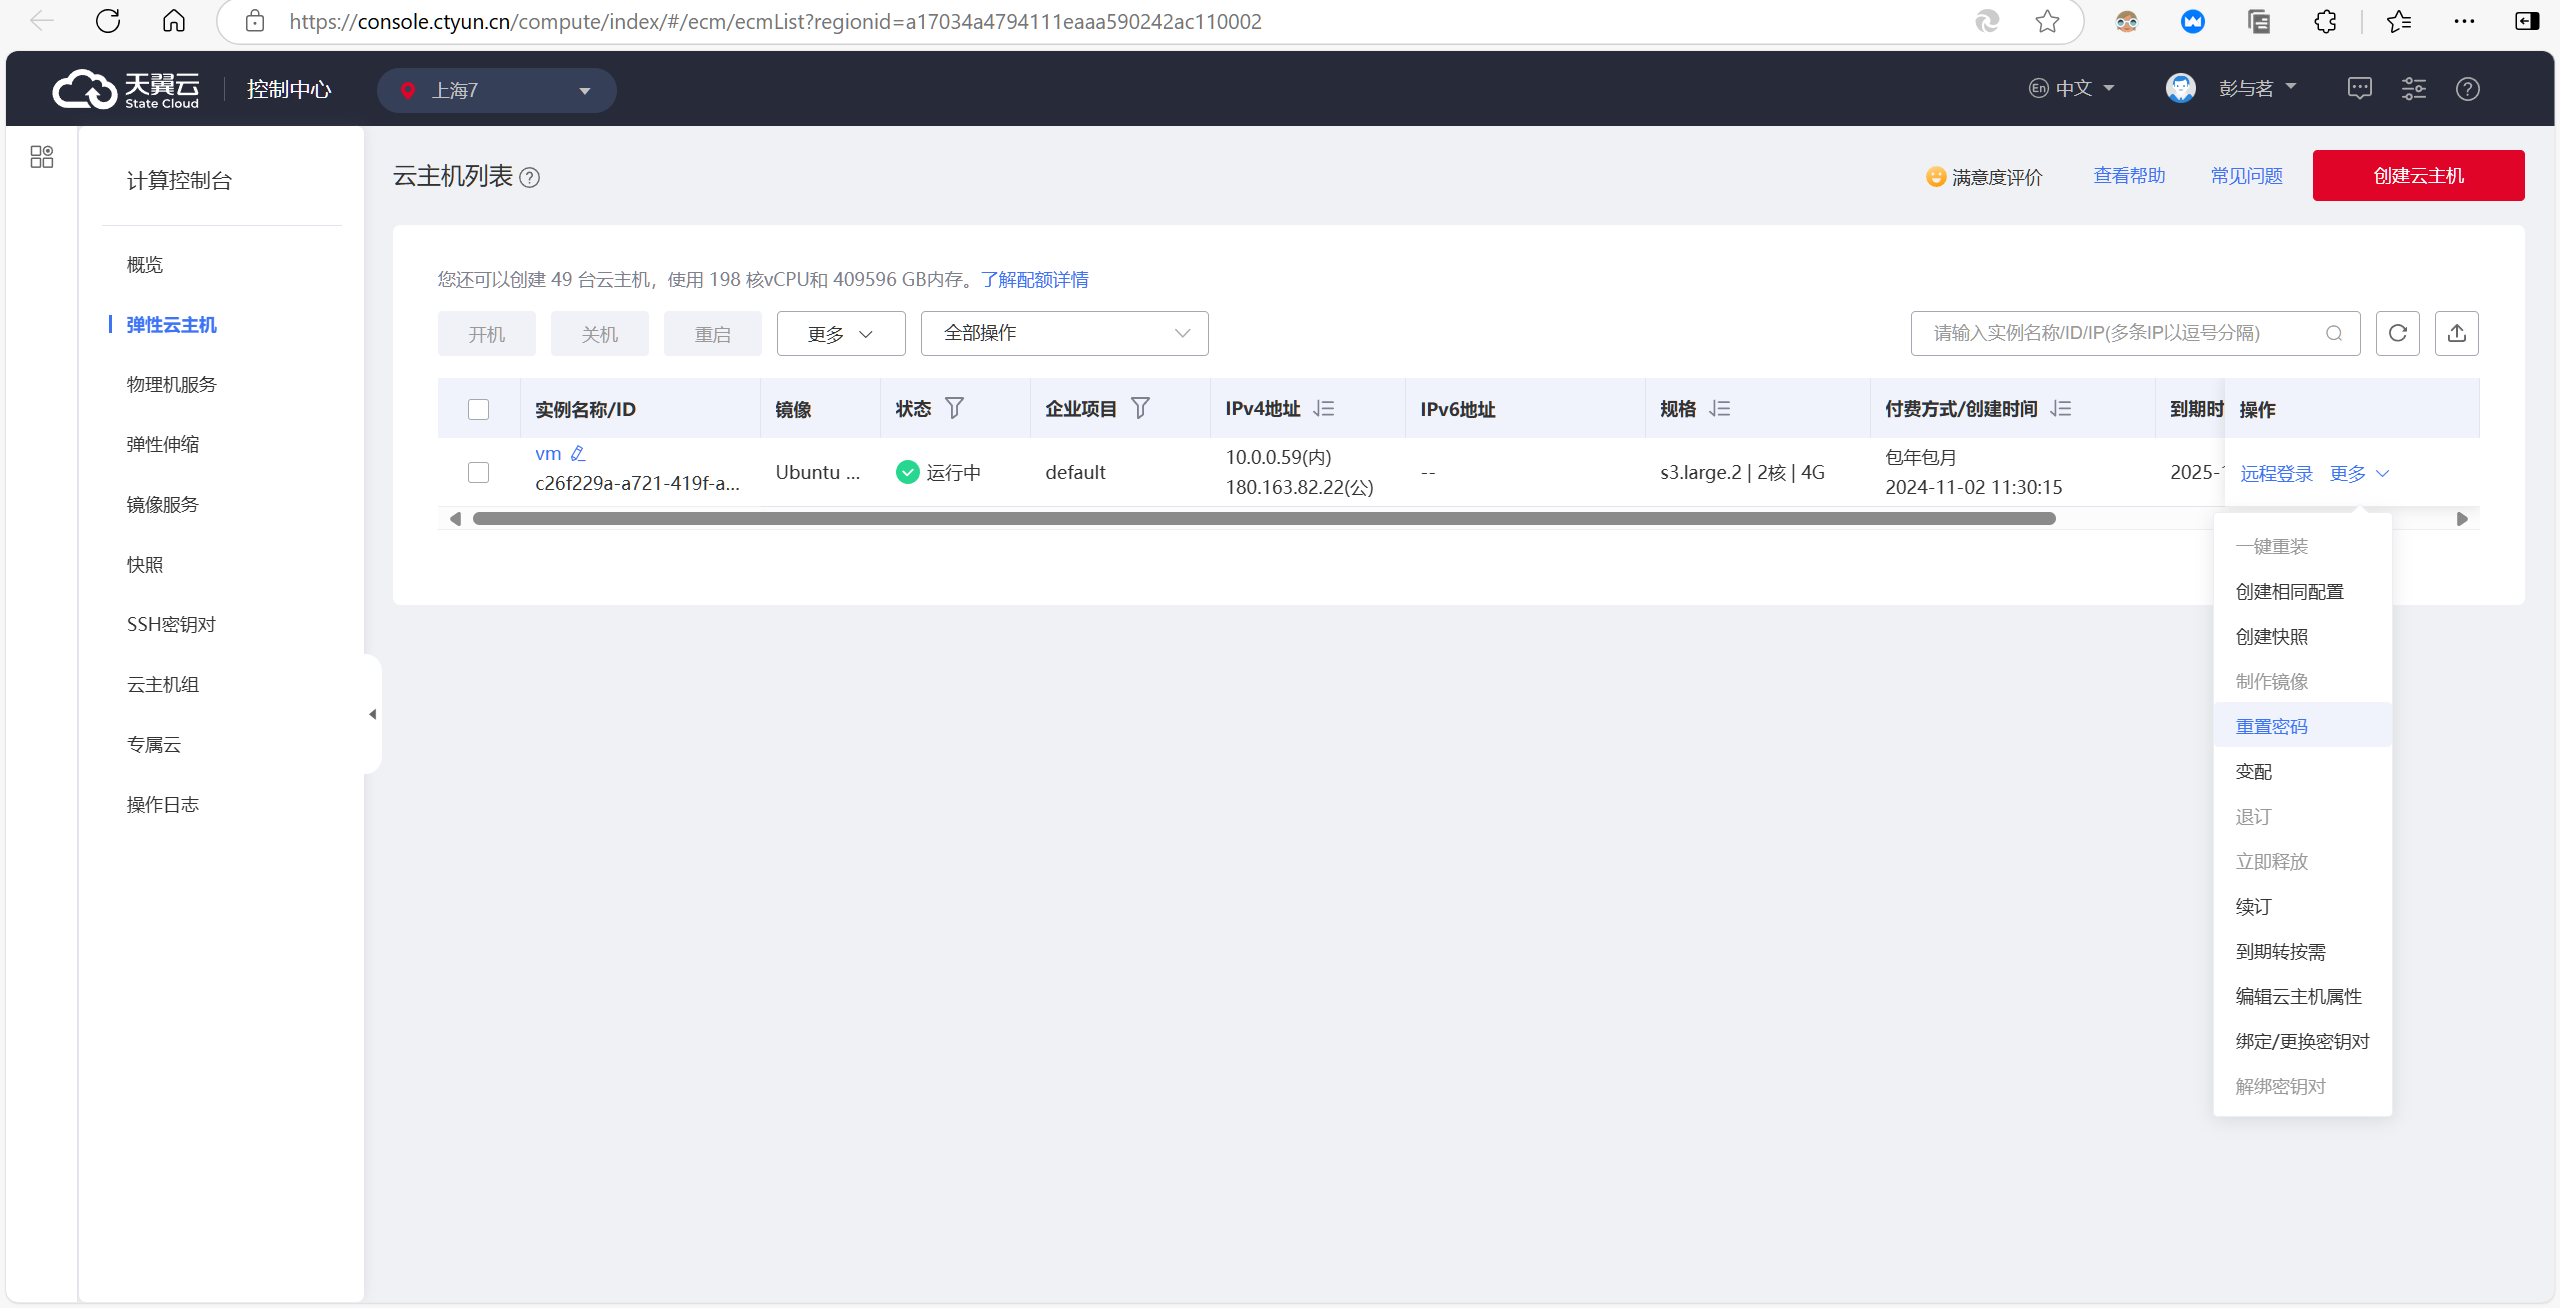 https://console.ctyun.cn/compute/index/#/ecm/ecmList?regionid=a17034a4794111eaaa590242ac110002
天翼云
State Cloud
控制中心
上海7
En 中文
彭与茗
计算控制台
概览
弹性云主机
物理机服务
弹性伸缩
镜像服务
快照
SSH密钥对
云主机组
专属云
操作日志
云主机列表
满意度评价
查看帮助
常见问题
创建云主机
您还可以创建 49 台云主机，使用 198 核vCPU和 409596 GB内存。了解配额详情
开机
关机
重启
更多
全部操作
请输入实例名称/ID/IP(多条IP以逗号分隔)
实例名称/ID
镜像
状态
企业项目
IPv4地址
IPv6地址
规格
付费方式/创建时间
到期时
操作
vm
c26f229a-a721-419f-a...
Ubuntu ...
运行中
default
10.0.0.59(内)
180.163.82.22(公)
--
s3.large.2 | 2核 | 4G
包年包月
2024-11-02 11:30:15
2025-1
远程登录
更多
一键重装
创建相同配置
创建快照
制作镜像
重置密码
变配
退订
立即释放
续订
到期转按需
编辑云主机属性
绑定/更换密钥对
解绑密钥对